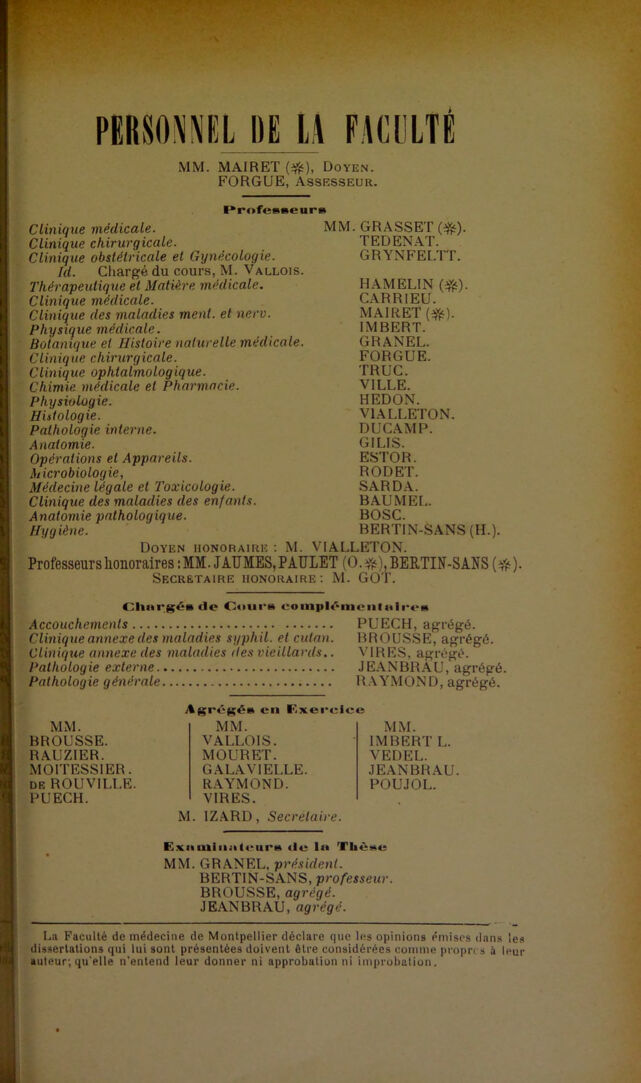 PERSONNEL DE LA FACULTÉ
MM. MAIRET (✻), Doyen.
FORGUE, Assesseur.
Professeurs
Clinique médicale. MM. GRASSET (✻).
Clinique chirurgicale. TEDENAT.
Clinique obstétricale et Gynécologie. GRYNFELTT.
Id. Chargé du cours, M. Vallois.
Thérapeutique et Matière médicale. HAMELIN (✻).
Clinique médicale. CARRIEU.
Clinique des maladies ment. et nerv. MAIRET (✻).
Physique médicale. IMBERT.
Botanique et Histoire naturelle médicale. GRANEL.
Clinique chirurgicale. FORGUE.
Clinique ophtalmologique. TRUC.
Chimie médicale et Pharmacie. VILLE.
Physiologie. HEDON.
Histologie. VIALLETON.
Pathologie interne. DUCAMP.
Anatomie. GILIS.
Opérations et Appareils. ESTOR.
Microbiologie, RODET.
Médecine légale et Toxicologie. SARDA.
Clinique des maladies des enfants. BAUMEL.
Anatomie pathologique. BOSC.
Hygiène. BERTIN-SANS (H.).
Doyen honoraire : M. VIALLETON.
Professeurs honoraires : MM. JAUMES, PAULET (O. ✻), BERTIN-SANS (✻).
Secrétaire honoraire : M. GOT.
Chargés de Cours complémentaires
Accouchements ........ PUECH, agrégé.
Clinique annexe des maladies syphil. et cutan. BROUSSE, agrégé.
Clinique annexe des maladies des vieillards.. VIRES, agrégé.
Pathologie externe........ JEANBRAU, agrégé.
Pathologie générale........ RAYMOND, agrégé.
Agrégés en Exercice
MM. MM. MM.
BROUSSE. VALLOIS. IMBERT L.
RAUZIER. MOURET. VEDEL.
MOITESSIER. GALAVIELLE. JEANBRAU.
DE ROUVILLE. RAYMOND. POUJOL.
PUECH. VIRES.
M. IZARD, Secrétaire.
Examinateurs de la Thèse
MM. GRANEL, président.
BERTIN-SANS, professeur.
BROUSSE, agrégé.
JEANBRAU, agrégé.
La Faculté de médecine de Montpellier déclare que les opinions émises dans les
dissertations qui lui sont présentées doivent être considérées comme propres à leur
auteur; qu'elle n'entend leur donner ni approbation ni improbation.